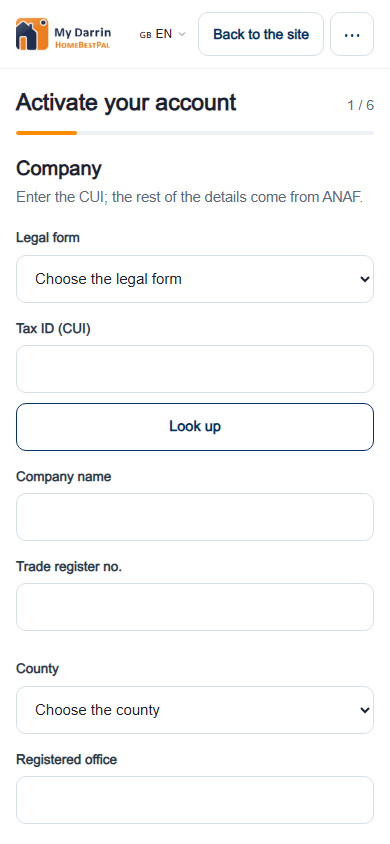 My Darrin
HOMEBESTPAL
GB EN
Back to the site
...
Activate your account
1 / 6
Company
Enter the CUI; the rest of the details come from ANAF.
Legal form
Choose the legal form
Tax ID (CUI)
Look up
Company name
Trade register no.
County
Choose the county
Registered office